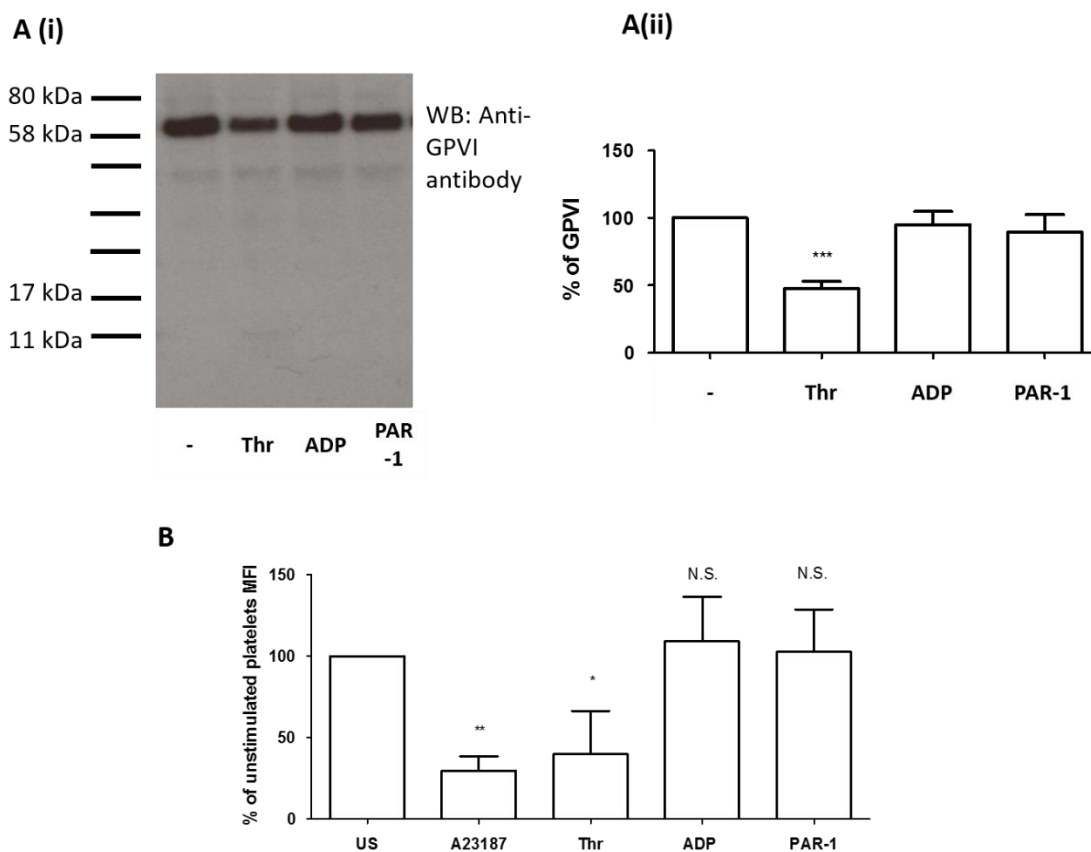 A (i)
80 kDa
58 kDa
17 kDa
11 kDa
WB: Anti-
GPVI
antibody
-
Thr
ADP
PAR
-1
A(ii)
% of GPVI
150
100
50
0
***
-
Thr
ADP
PAR-1
B
% of unstimulated platelets MFI
150
100
50
0
**
*
N.S.
N.S.
US
A23187
Thr
ADP
PAR-1